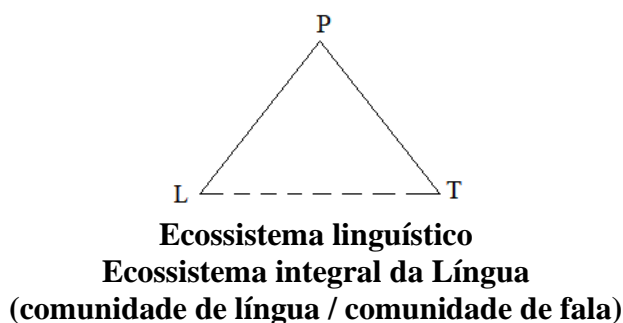 P
L T
Ecossistema linguístico
Ecossistema integral da Língua
(comunidade de língua / comunidade de fala)